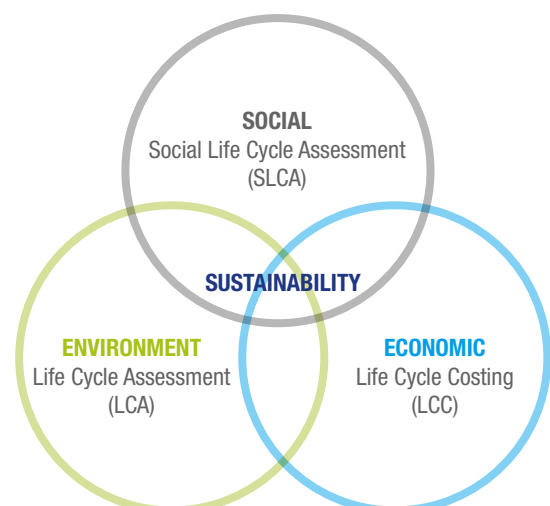 SOCIAL
Social Life Cycle Assessment
(SLCA)
SUSTAINABILITY
ENVIRONMENT
Life Cycle Assessment
(LCA)
ECONOMIC
Life Cycle Costing
(LCC)